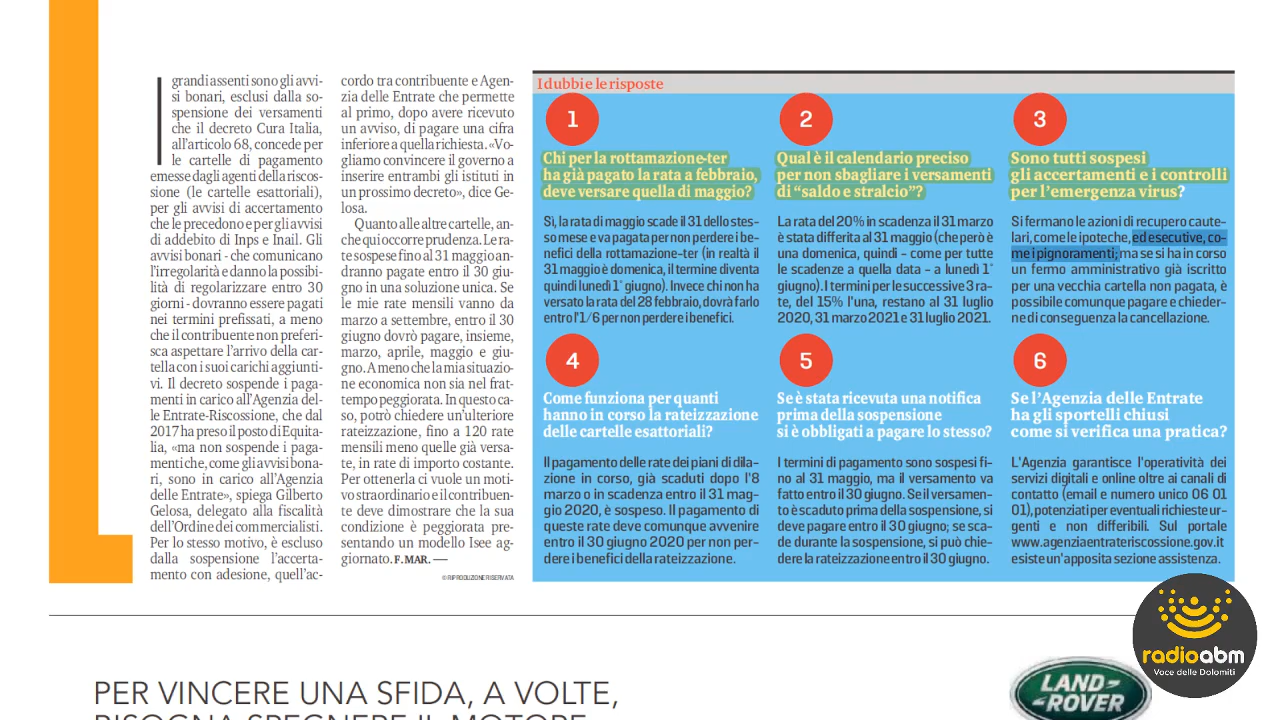 I grandi assenti sono gli avvi-
si bonari, esclusi dalla so-
spensione dei versamenti
che il decreto Cura Italia,
all'articolo 68, concede per
le cartelle di pagamento
emesse dagli agenti della riscos-
sione (le cartelle esattoriali),
per gli avvisi di accertamento
che le precedono e per gli avvisi
di addebito di Inps e Inail. Gli
avvisi bonari - che comunicano
l'irregolarità e danno la possibi-
lità di regolarizzare entro 30
giorni - dovranno essere pagati
nei termini prefissati, a meno
che il contribuente non preferi-
sca aspettare l'arrivo della car-
tella con i suoi carichi aggiunti-
vi. Il decreto sospende i paga-
menti in carico all'Agenzia del-
le Entrate-Riscossione, che dal
2017 ha preso il posto di Equita-
lia, «ma non sospende i paga-
menti che, come gli avvisi bona-
ri, sono in carico all'Agenzia
delle Entrate», spiega Gilberto
Gelosa, delegato alla fiscalità
dell'Ordine dei commercialisti.
Per lo stesso motivo, è escluso
dalla sospensione l'accerta-
mento con adesione, quell'ac-
cordo tra contribuente e Agen-
zia delle Entrate che permette
al primo, dopo avere ricevuto
un avviso, di pagare una cifra
inferiore a quella richiesta. «Vo-
gliamo convincere il governo a
inserire entrambi gli istituti in
un prossimo decreto», dice Ge-
losa.
Quanto alle altre cartelle, an-
che qui occorre prudenza. Le ra-
te sospese fino al 31 maggio an-
dranno pagate entro il 30 giu-
gno in una soluzione unica. Se
le mie rate mensili vanno da
marzo a settembre, entro il 30
giugno dovrò pagare, insieme,
marzo, aprile, maggio e giu-
gno. A meno che la mia situazio-
ne economica non sia nel frat-
tempo peggiorata. In questo ca-
so, potrò chiedere un'ulteriore
rateizzazione, fino a 120 rate
mensili meno quelle già versa-
te, in rate di importo costante.
Per ottenerla ci vuole un moti-
vo straordinario e il contribuen-
te deve dimostrare che la sua
condizione è peggiorata pre-
sentando un modello Isee ag-
giornato. F. MAR. —
© RIPRODUZIONE RISERVATA
I dubbi e le risposte
1
Chi per la rottamazione-ter
ha già pagato la rata a febbraio,
deve versare quella di maggio?
Sì, la rata di maggio scade il 31 dello stes-
so mese e va pagata per non perdere i be-
nefici della rottamazione-ter (in realtà il
31 maggio è domenica, il termine diventa
quindi lunedì 1° giugno). Invece chi non ha
versato la rata del 28 febbraio, dovrà farlo
entro l'1/6 per non perdere i benefici.
2
Qual è il calendario preciso
per non sbagliare i versamenti
di “saldo e stralcio”?
La rata del 20% in scadenza il 31 marzo
è stata differita al 31 maggio (che però è
una domenica, quindi – come per tutte
le scadenze a quella data – a lunedì 1°
giugno). I termini per le successive 3 ra-
te, del 15% l'una, restano al 31 luglio
2020, 31 marzo 2021 e 31 luglio 2021.
3
Sono tutti sospesi
gli accertamenti e i controlli
per l'emergenza virus?
Si fermano le azioni di recupero caute-
lari, come le ipoteche, ed esecutive, co-
me i pignoramenti; ma se si ha in corso
un fermo amministrativo già iscritto
per una vecchia cartella non pagata, è
possibile comunque pagare e chieder-
ne di conseguenza la cancellazione.
4
Come funziona per quanti
hanno in corso la rateizzazione
delle cartelle esattoriali?
Il pagamento delle rate dei piani di dila-
zione in corso, già scaduti dopo l'8
marzo o in scadenza entro il 31 mag-
gio 2020, è sospeso. Il pagamento di
queste rate deve comunque avvenire
entro il 30 giugno 2020 per non per-
dere i benefici della rateizzazione.
5
Se è stata ricevuta una notifica
prima della sospensione
si è obbligati a pagare lo stesso?
I termini di pagamento sono sospesi fi-
no al 31 maggio, ma il versamento va
fatto entro il 30 giugno. Se il versamen-
to è scaduto prima della sospensione, si
deve pagare entro il 30 giugno; se sca-
de durante la sospensione, si può chie-
dere la rateizzazione entro il 30 giugno.
6
Se l'Agenzia delle Entrate
ha gli sportelli chiusi
come si verifica una pratica?
L'Agenzia garantisce l'operatività dei
servizi digitali e online oltre ai canali di
contatto (email e numero unico 06 01
01), potenziati per eventuali richieste ur-
genti e non differibili. Sul portale
www.agenziaentrateriscossione.gov.it
esiste un'apposita sezione assistenza.
PER VINCERE UNA SFIDA, A VOLTE,
BISOGNA SPEGNERE IL MOTORE
LAND-
-ROVER
radioabm
Voce delle Dolomiti